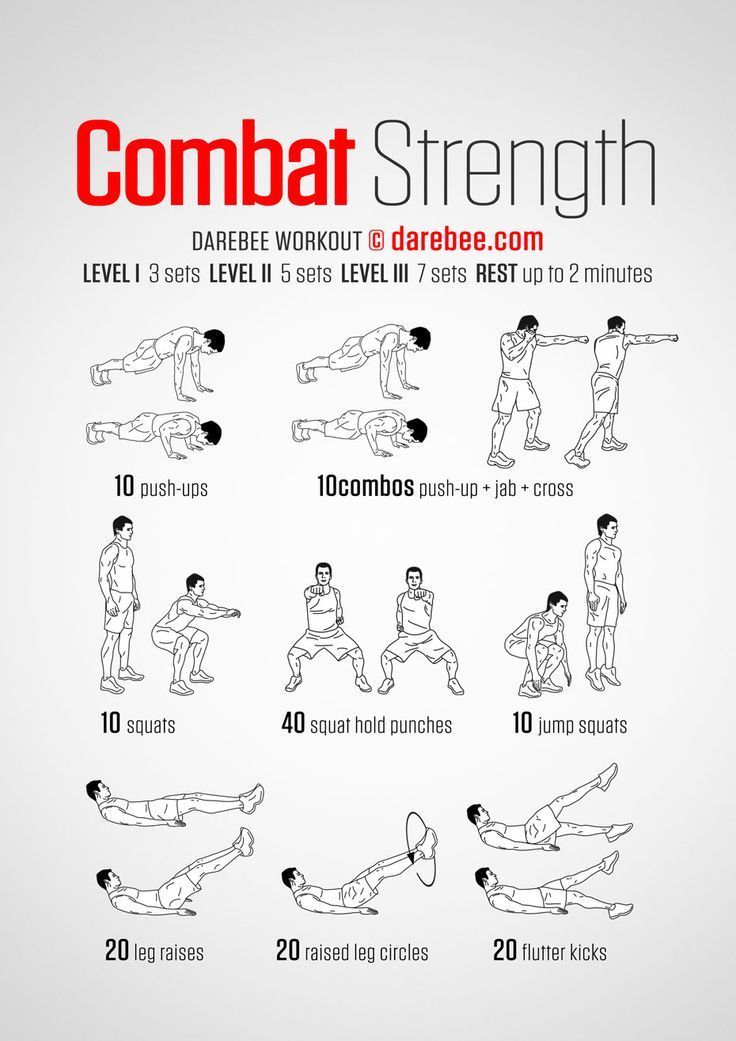 Combat Strength
DAREBEE WORKOUT © darebee.com
LEVEL I 3 sets LEVEL II 5 sets LEVEL III 7 sets REST up to 2 minutes
10 push-ups
10combos push-up + jab + cross
10 squats
40 squat hold punches
10 jump squats
20 leg raises
20 raised leg circles
20 flutter kicks